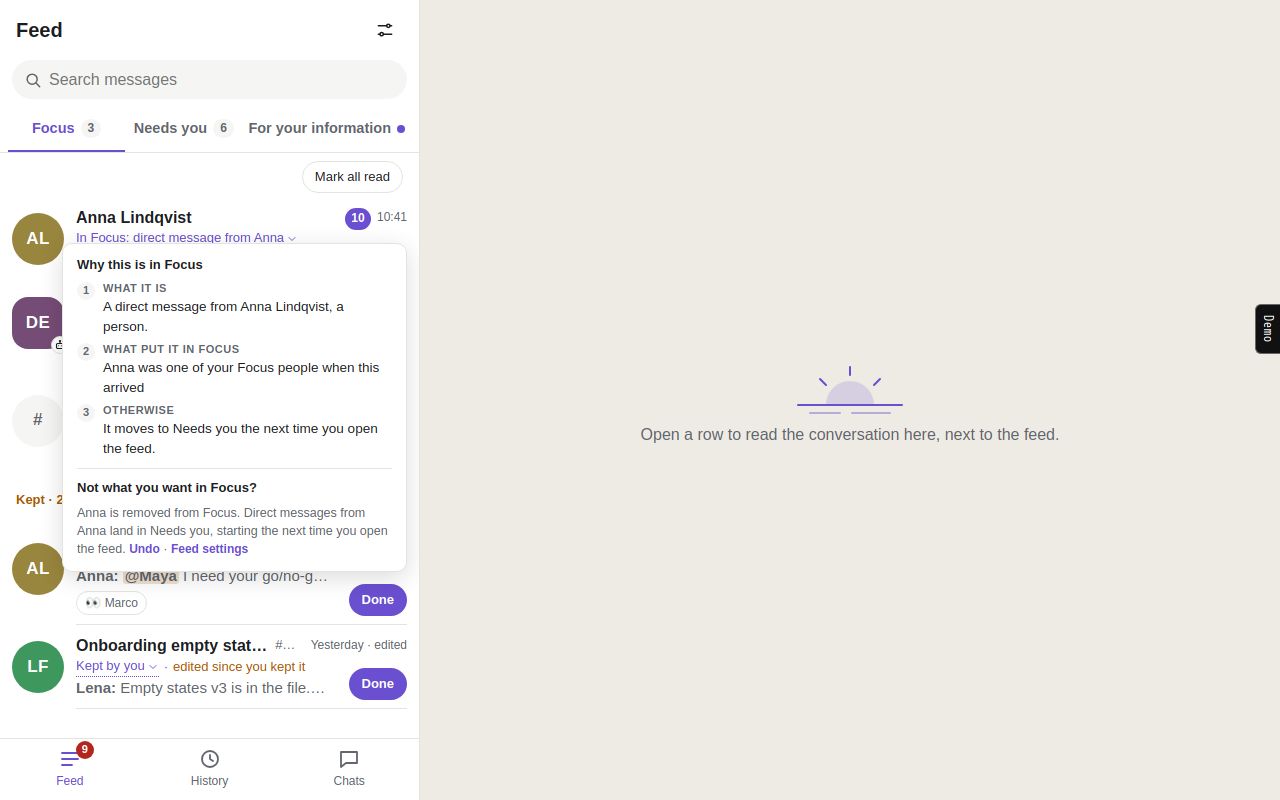 Feed
Search messages
Focus 3
Needs you 6
For your information
Mark all read
AL
Anna Lindqvist
10
10:41
In Focus: direct message from Anna
Why this is in Focus
1 WHAT IT IS
A direct message from Anna Lindqvist, a
person.
2 WHAT PUT IT IN FOCUS
Anna was one of your Focus people when this
arrived
3 OTHERWISE
It moves to Needs you the next time you open
the feed.
Not what you want in Focus?
Anna is removed from Focus. Direct messages from
Anna land in Needs you, starting the next time you open
the feed. Undo · Feed settings
DE
#
Kept · 2
AL
Anna: @Maya I need your go/no-g…
👀 Marco
Done
LF
Onboarding empty stat… #… Yesterday · edited
Kept by you · edited since you kept it
Lena: Empty states v3 is in the file.…
Done
9
Feed
History
Chats
Open a row to read the conversation here, next to the feed.
Demo